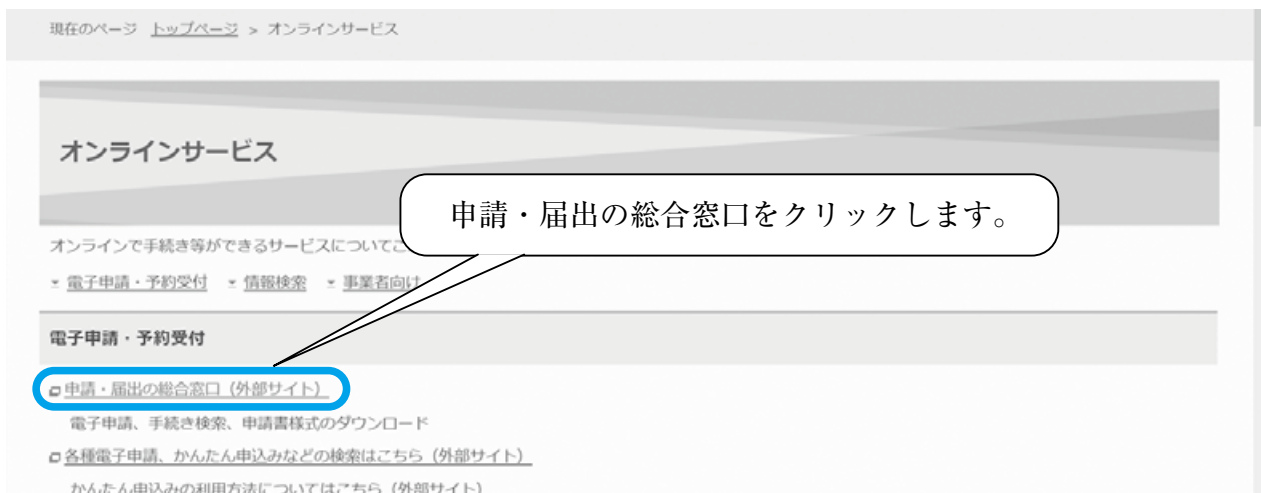 現在のページ トップページ > オンラインサービス
オンラインサービス
申請・届出の総合窓口をクリックします。
オンラインで手続き等ができるサービスについてご
電子申請・予約受付 情報検索 事業者向け
電子申請・予約受付
申請・届出の総合窓口（外部サイト）
電子申請、手続き検索、申請書様式のダウンロード
各種電子申請、かんたん申込みなどの検索はこちら（外部サイト）
かんたん申込みの利用方法についてはこちら（外部サイト）